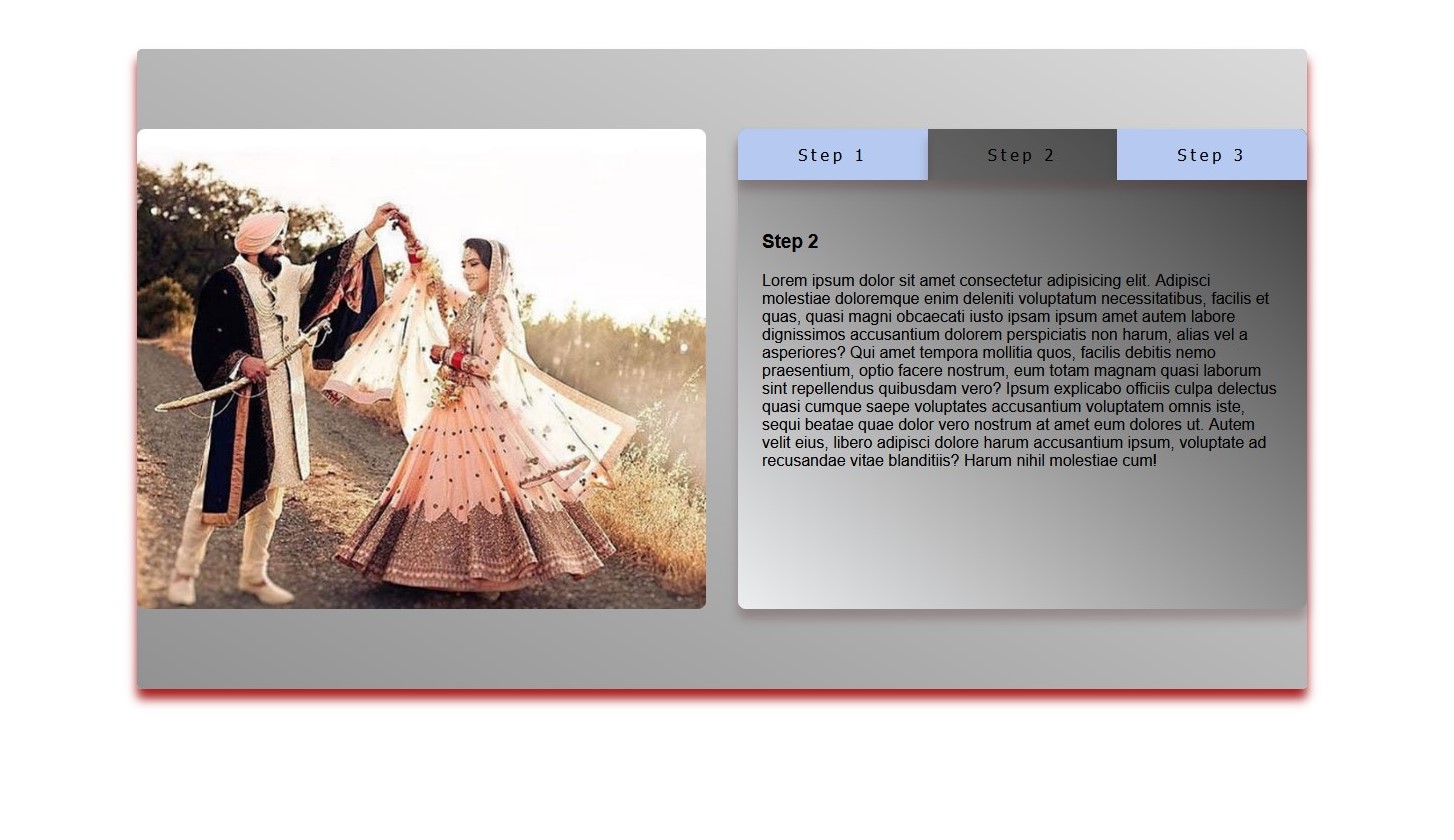 Step 1
Step 2
Step 3
Step 2
Lorem ipsum dolor sit amet consectetur adipisicing elit. Adipisci
molestiae doloremque enim deleniti voluptatum necessitatibus, facilis et
quas, quasi magni obcaecati iusto ipsam ipsum amet autem labore
dignissimos accusantium dolorem perspiciatis non harum, alias vel a
asperiores? Qui amet tempora mollitia quos, facilis debitis nemo
praesentium, optio facere nostrum, eum totam magnam quasi laborum
sint repellendus quibusdam vero? Ipsum explicabo officiis culpa delectus
quasi cumque saepe voluptates accusantium voluptatem omnis iste,
sequi beatae quae dolor vero nostrum at amet eum dolores ut. Autem
velit eius, libero adipisci dolore harum accusantium ipsum, voluptate ad
recusandae vitae blanditiis? Harum nihil molestiae cum!